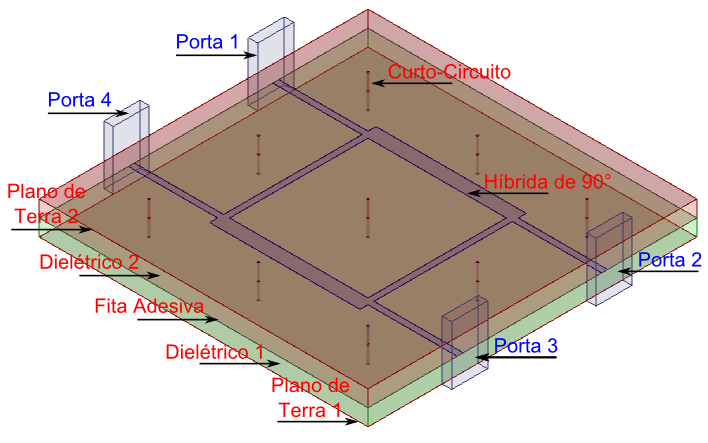 Porta 1
Curto-Circuito
Porta 4
Híbrida de 90°
Plano de
Terra 2
Dielétrico 2
Porta 2
Fita Adesiva
Porta 3
Dielétrico 1
Plano de
Terra 1